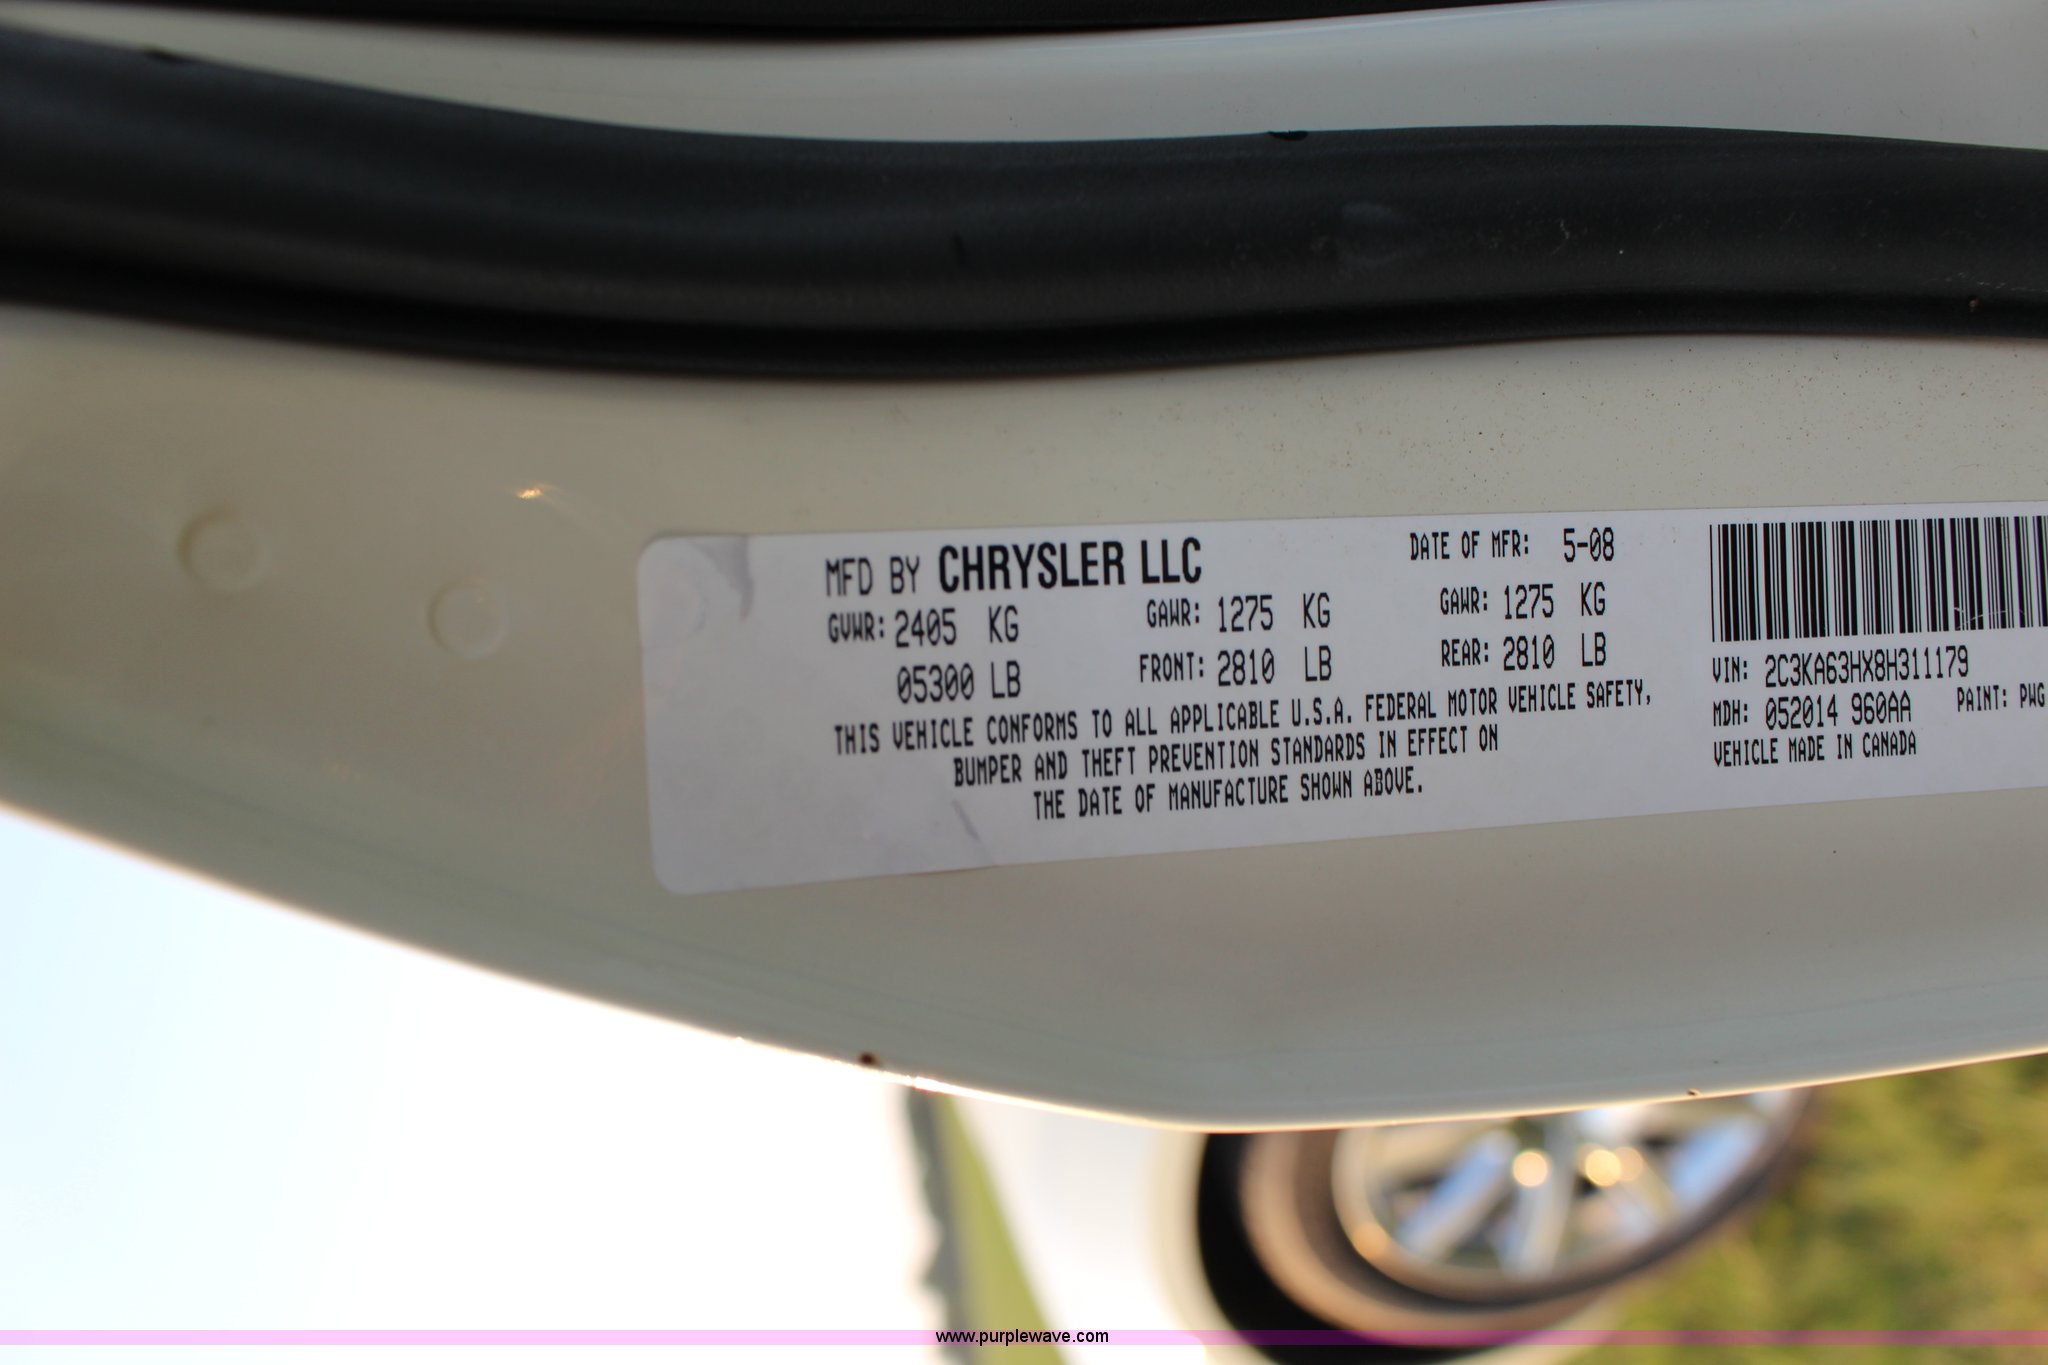 MFD BY CHRYSLER LLC DATE OF MFR: 5-08
GVWR: 2405 KG GAWR: 1275 KG GAWR: 1275 KG
05300 LB FRONT: 2810 LB REAR: 2810 LB
THIS VEHICLE CONFORMS TO ALL APPLICABLE U.S.A. FEDERAL MOTOR VEHICLE SAFETY,
BUMPER AND THEFT PREVENTION STANDARDS IN EFFECT ON
THE DATE OF MANUFACTURE SHOWN ABOVE.
VIN: 2C3KA63HX8H311179
MDH: 052014 960AA PAINT: PWG
VEHICLE MADE IN CANADA
www.purplewave.com